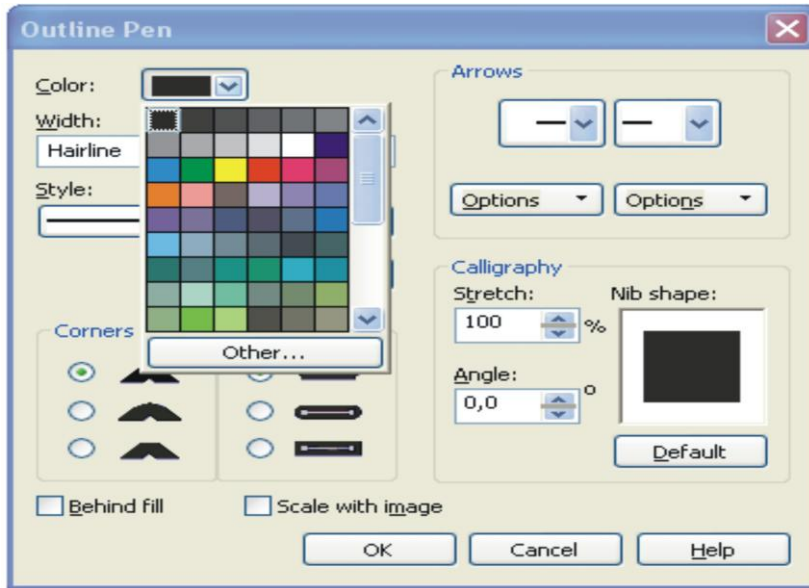 Outline Pen
Color:
Width:
Hairline
Style:
Other...
Corners
Arrows
Options
Options
Calligraphy
Stretch:
100 %
Nib shape:
Angle:
0,0 °
Default
Behind fill
Scale with image
OK
Cancel
Help